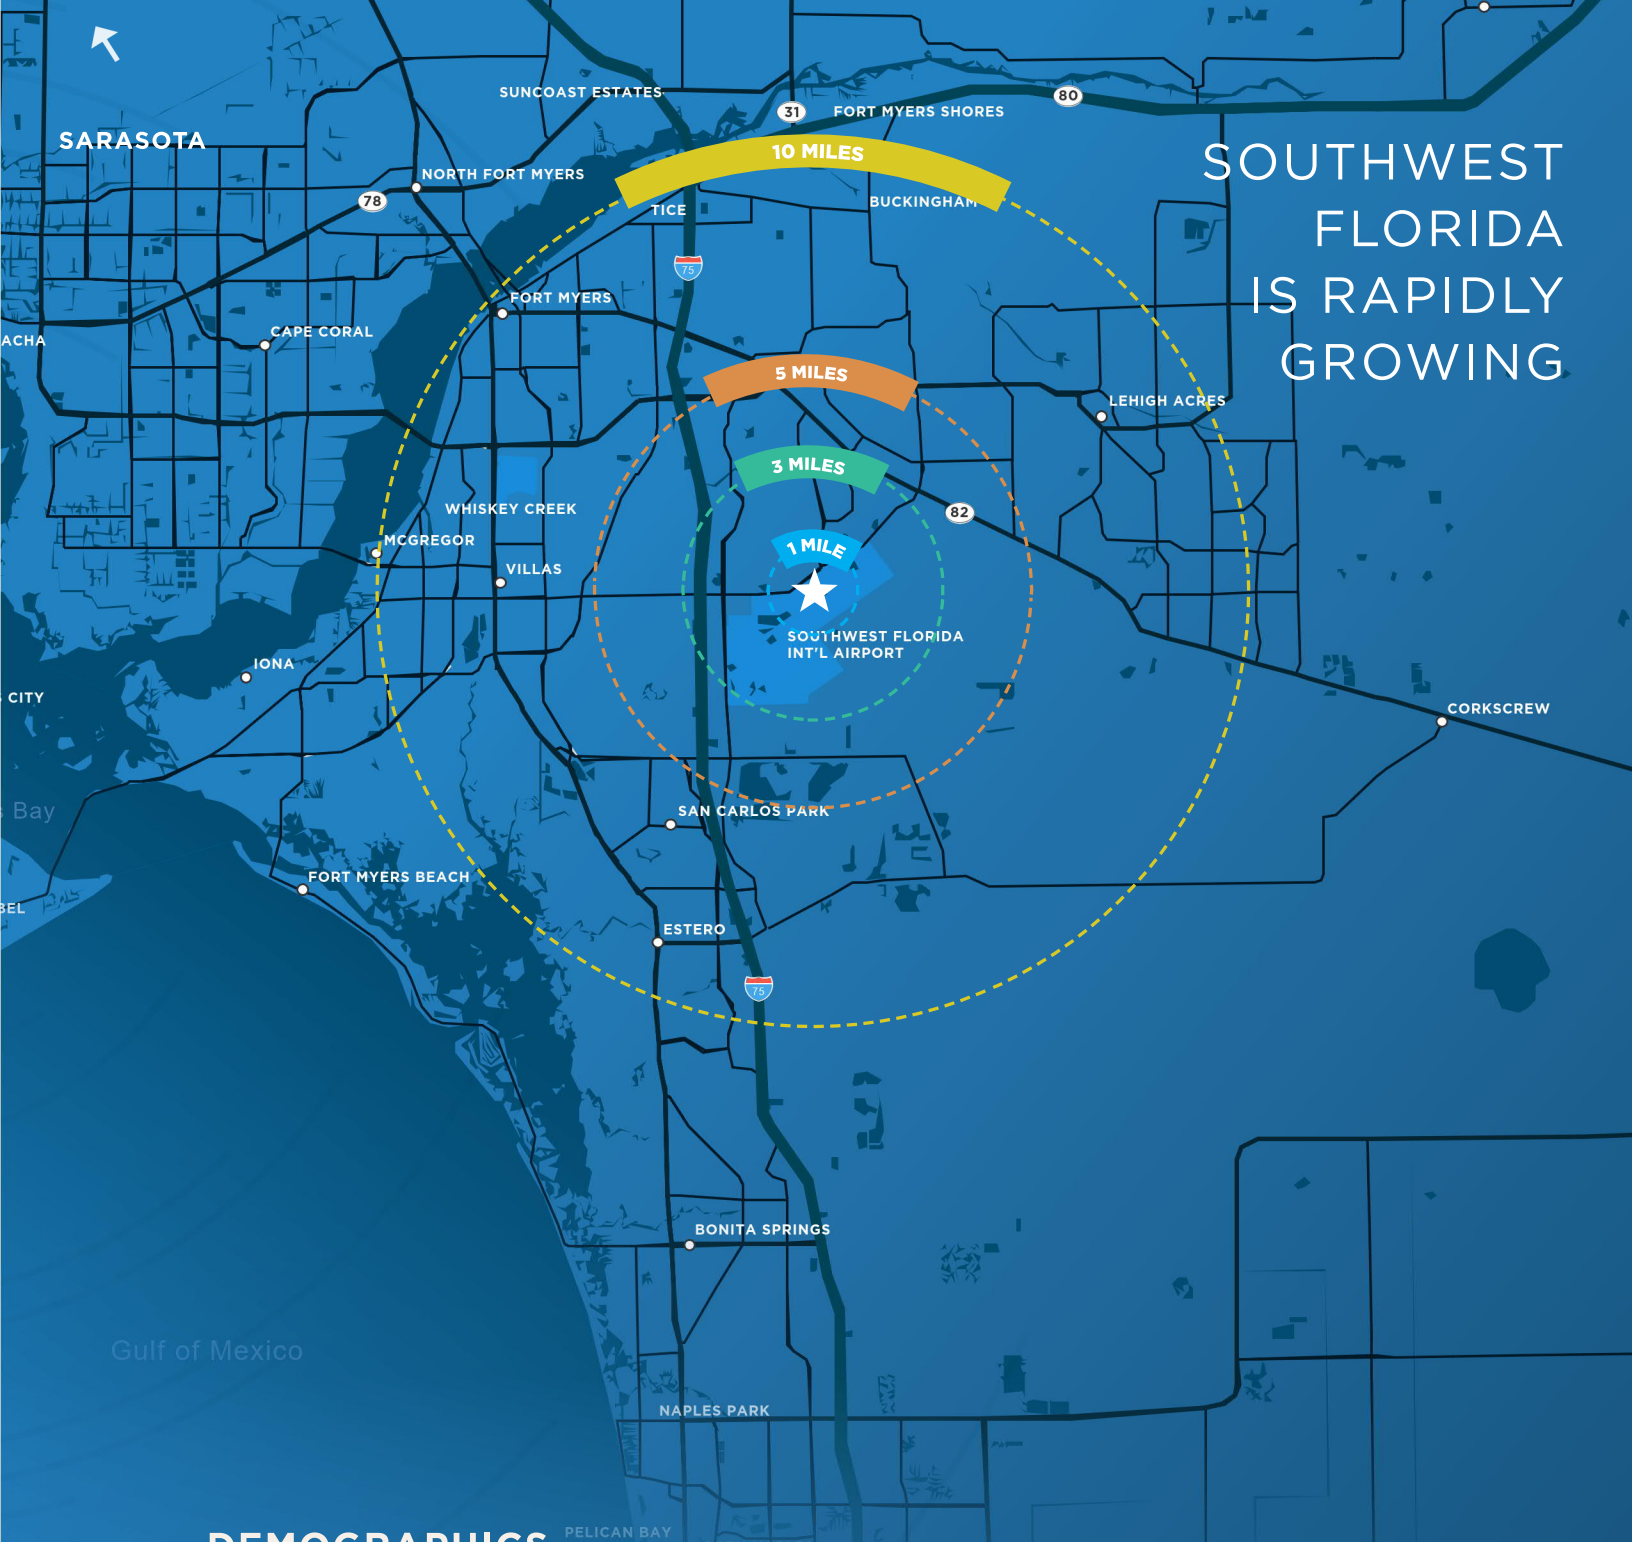 SUNCOAST ESTATES
80
31
FORT MYERS SHORES
SARASOTA
10 MILES
SOUTHWEST
FLORIDA
IS RAPIDLY
GROWING
NORTH FORT MYERS
78
TICE
BUCKINGHAM
75
FORT MYERS
CAPE CORAL
ACHA
5 MILES
LEHIGH ACRES
3 MILES
WHISKEY CREEK
82
MCGREGOR
1 MILE
VILLAS
SOUTHWEST FLORIDA
INT'L AIRPORT
IONA
CITY
CORKSCREW
s Bay
SAN CARLOS PARK
FORT MYERS BEACH
BEL
ESTERO
75
BONITA SPRINGS
Gulf of Mexico
NAPLES PARK
DEMOGRAPHICS
PELICAN BAY